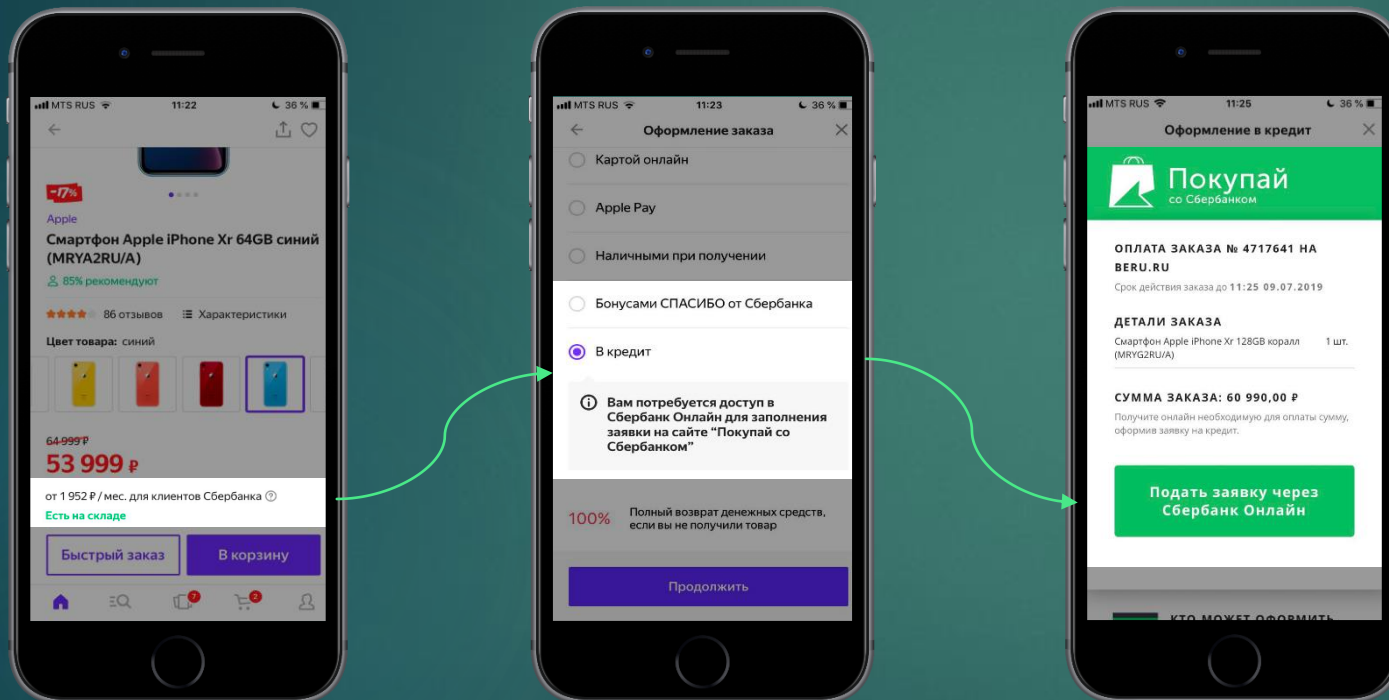 MTS RUS 11:22 36 %
-17%
Apple
Смартфон Apple iPhone Xr 64GB синий
(MRYA2RU/A)
85% рекомендуют
86 отзывов Характеристики
Цвет товара: синий
64 999 ₽
53 999 ₽
от 1 952 ₽ / мес. для клиентов Сбербанка ?
Есть на складе
Быстрый заказ В корзину
7 2
MTS RUS 11:23 36 %
Оформление заказа
Картой онлайн
Apple Pay
Наличными при получении
Бонусами СПАСИБО от Сбербанка
В кредит
Вам потребуется доступ в
Сбербанк Онлайн для заполнения
заявки на сайте “Покупай со
Сбербанком”
100% Полный возврат денежных средств,
если вы не получили товар
Продолжить
MTS RUS 11:25 36 %
Оформление в кредит
Покупай
со Сбербанком
ОПЛАТА ЗАКАЗА № 4717641 НА
BERU.RU
Срок действия заказа до 11:25 09.07.2019
ДЕТАЛИ ЗАКАЗА
Смартфон Apple iPhone Xr 128GB коралл 1 шт.
(MRYG2RU/A)
СУММА ЗАКАЗА: 60 990,00 ₽
Получите онлайн необходимую для оплаты сумму,
оформив заявку на кредит.
Подать заявку через
Сбербанк Онлайн
КТО МОЖЕТ ОФОРМИТЬ